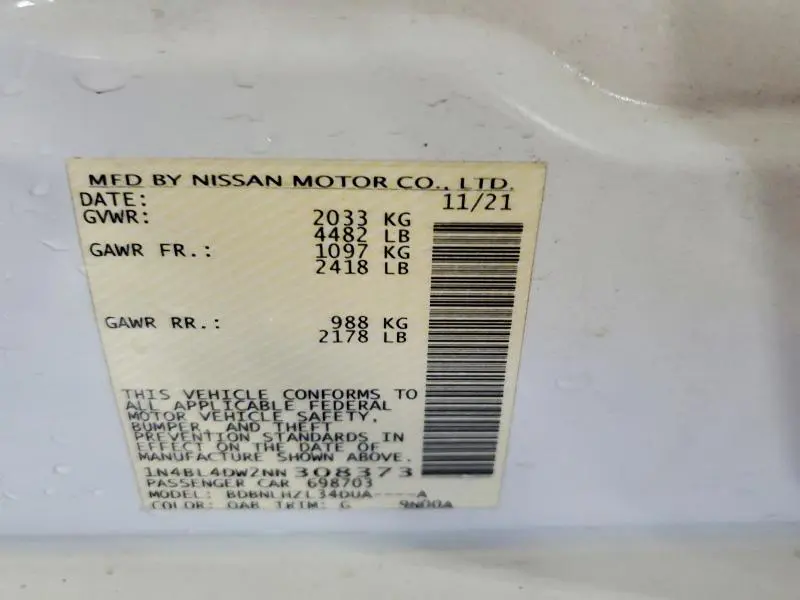 MFD BY NISSAN MOTOR CO., LTD.
DATE: 11/21
GVWR: 2033 KG
4482 LB
GAWR FR.: 1097 KG
2418 LB
GAWR RR.: 988 KG
2178 LB
THIS VEHICLE CONFORMS TO
ALL APPLICABLE FEDERAL
MOTOR VEHICLE SAFETY,
BUMPER, AND THEFT
PREVENTION STANDARDS IN
EFFECT ON THE DATE OF
MANUFACTURE SHOWN ABOVE.
1N4BL4DW2NN308373
PASSENGER CAR 698703
MODEL: BDBNLHZL34DUA----A
COLOR: QAB TRIM: G